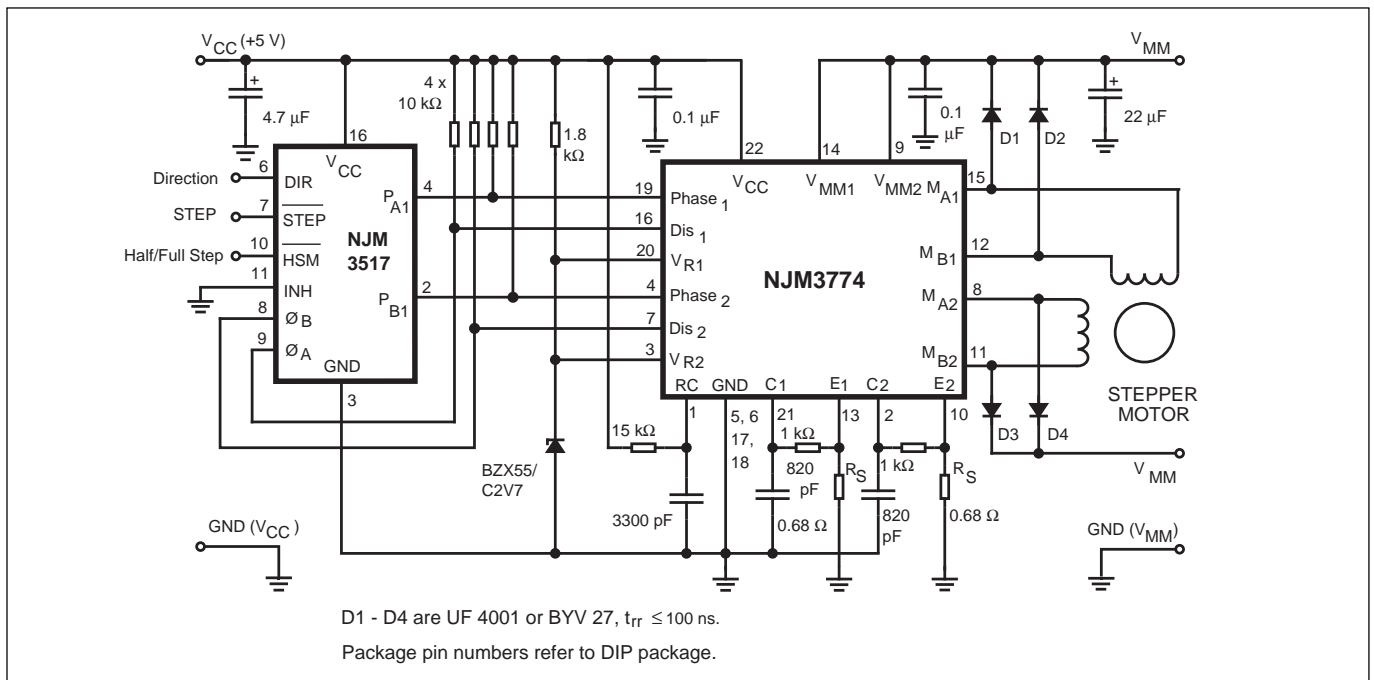 V CC (+5 V)
V MM
+
4.7 µF
4 x
10 kΩ
1.8
kΩ
0.1 µF
0.1
µF
D1
D2
+
22 µF
16
V CC
22
V CC
14
V MM1
9
V MM2
Direction
6
DIR
STEP
7
STEP
Half/Full Step
10
HSM
11
INH
8
Ø B
9
Ø A
GND
3
NJM
3517
4
P A1
2
P B1
19
Phase 1
16
Dis 1
20
V R1
4
Phase 2
7
Dis 2
3
V R2
NJM3774
M A1
15
M B1
12
M A2
8
M B2
11
RC
GND
C1
E1
C2
E2
1
5, 6
17,
18
21
13
2
10
STEPPER
MOTOR
D3
D4
V MM
15 kΩ
1 kΩ
1 kΩ
BZX55/
C2V7
3300 pF
820
pF
R S
0.68 Ω
820
pF
R S
0.68 Ω
GND (V CC )
GND (V MM )
D1 - D4 are UF 4001 or BYV 27, trr ≤ 100 ns.
Package pin numbers refer to DIP package.